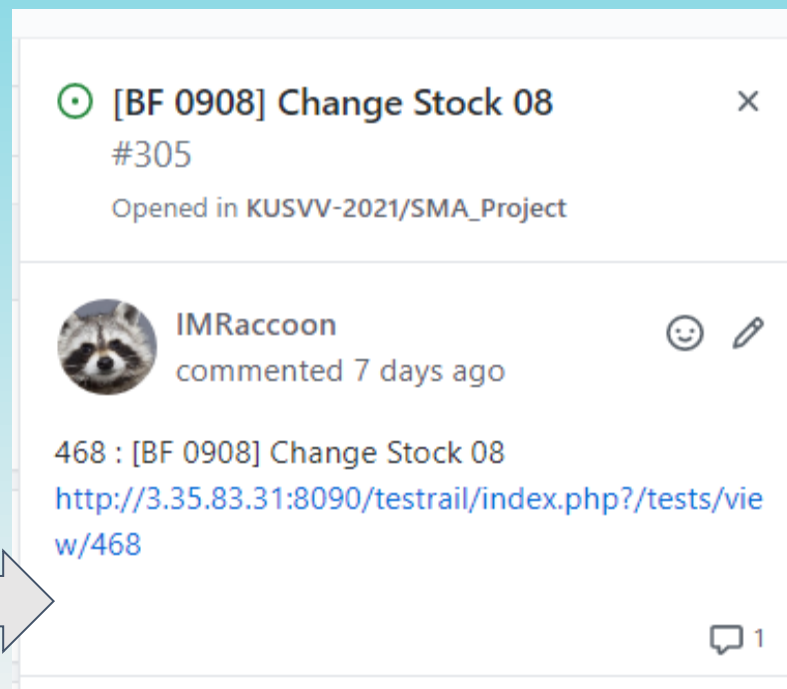 [BF 0908] Change Stock 08
#305
Opened in KUSVV-2021/SMA_Project
IMRaccoon
commented 7 days ago
468 : [BF 0908] Change Stock 08
http://3.35.83.31:8090/testrail/index.php?/tests/vie
w/468
1